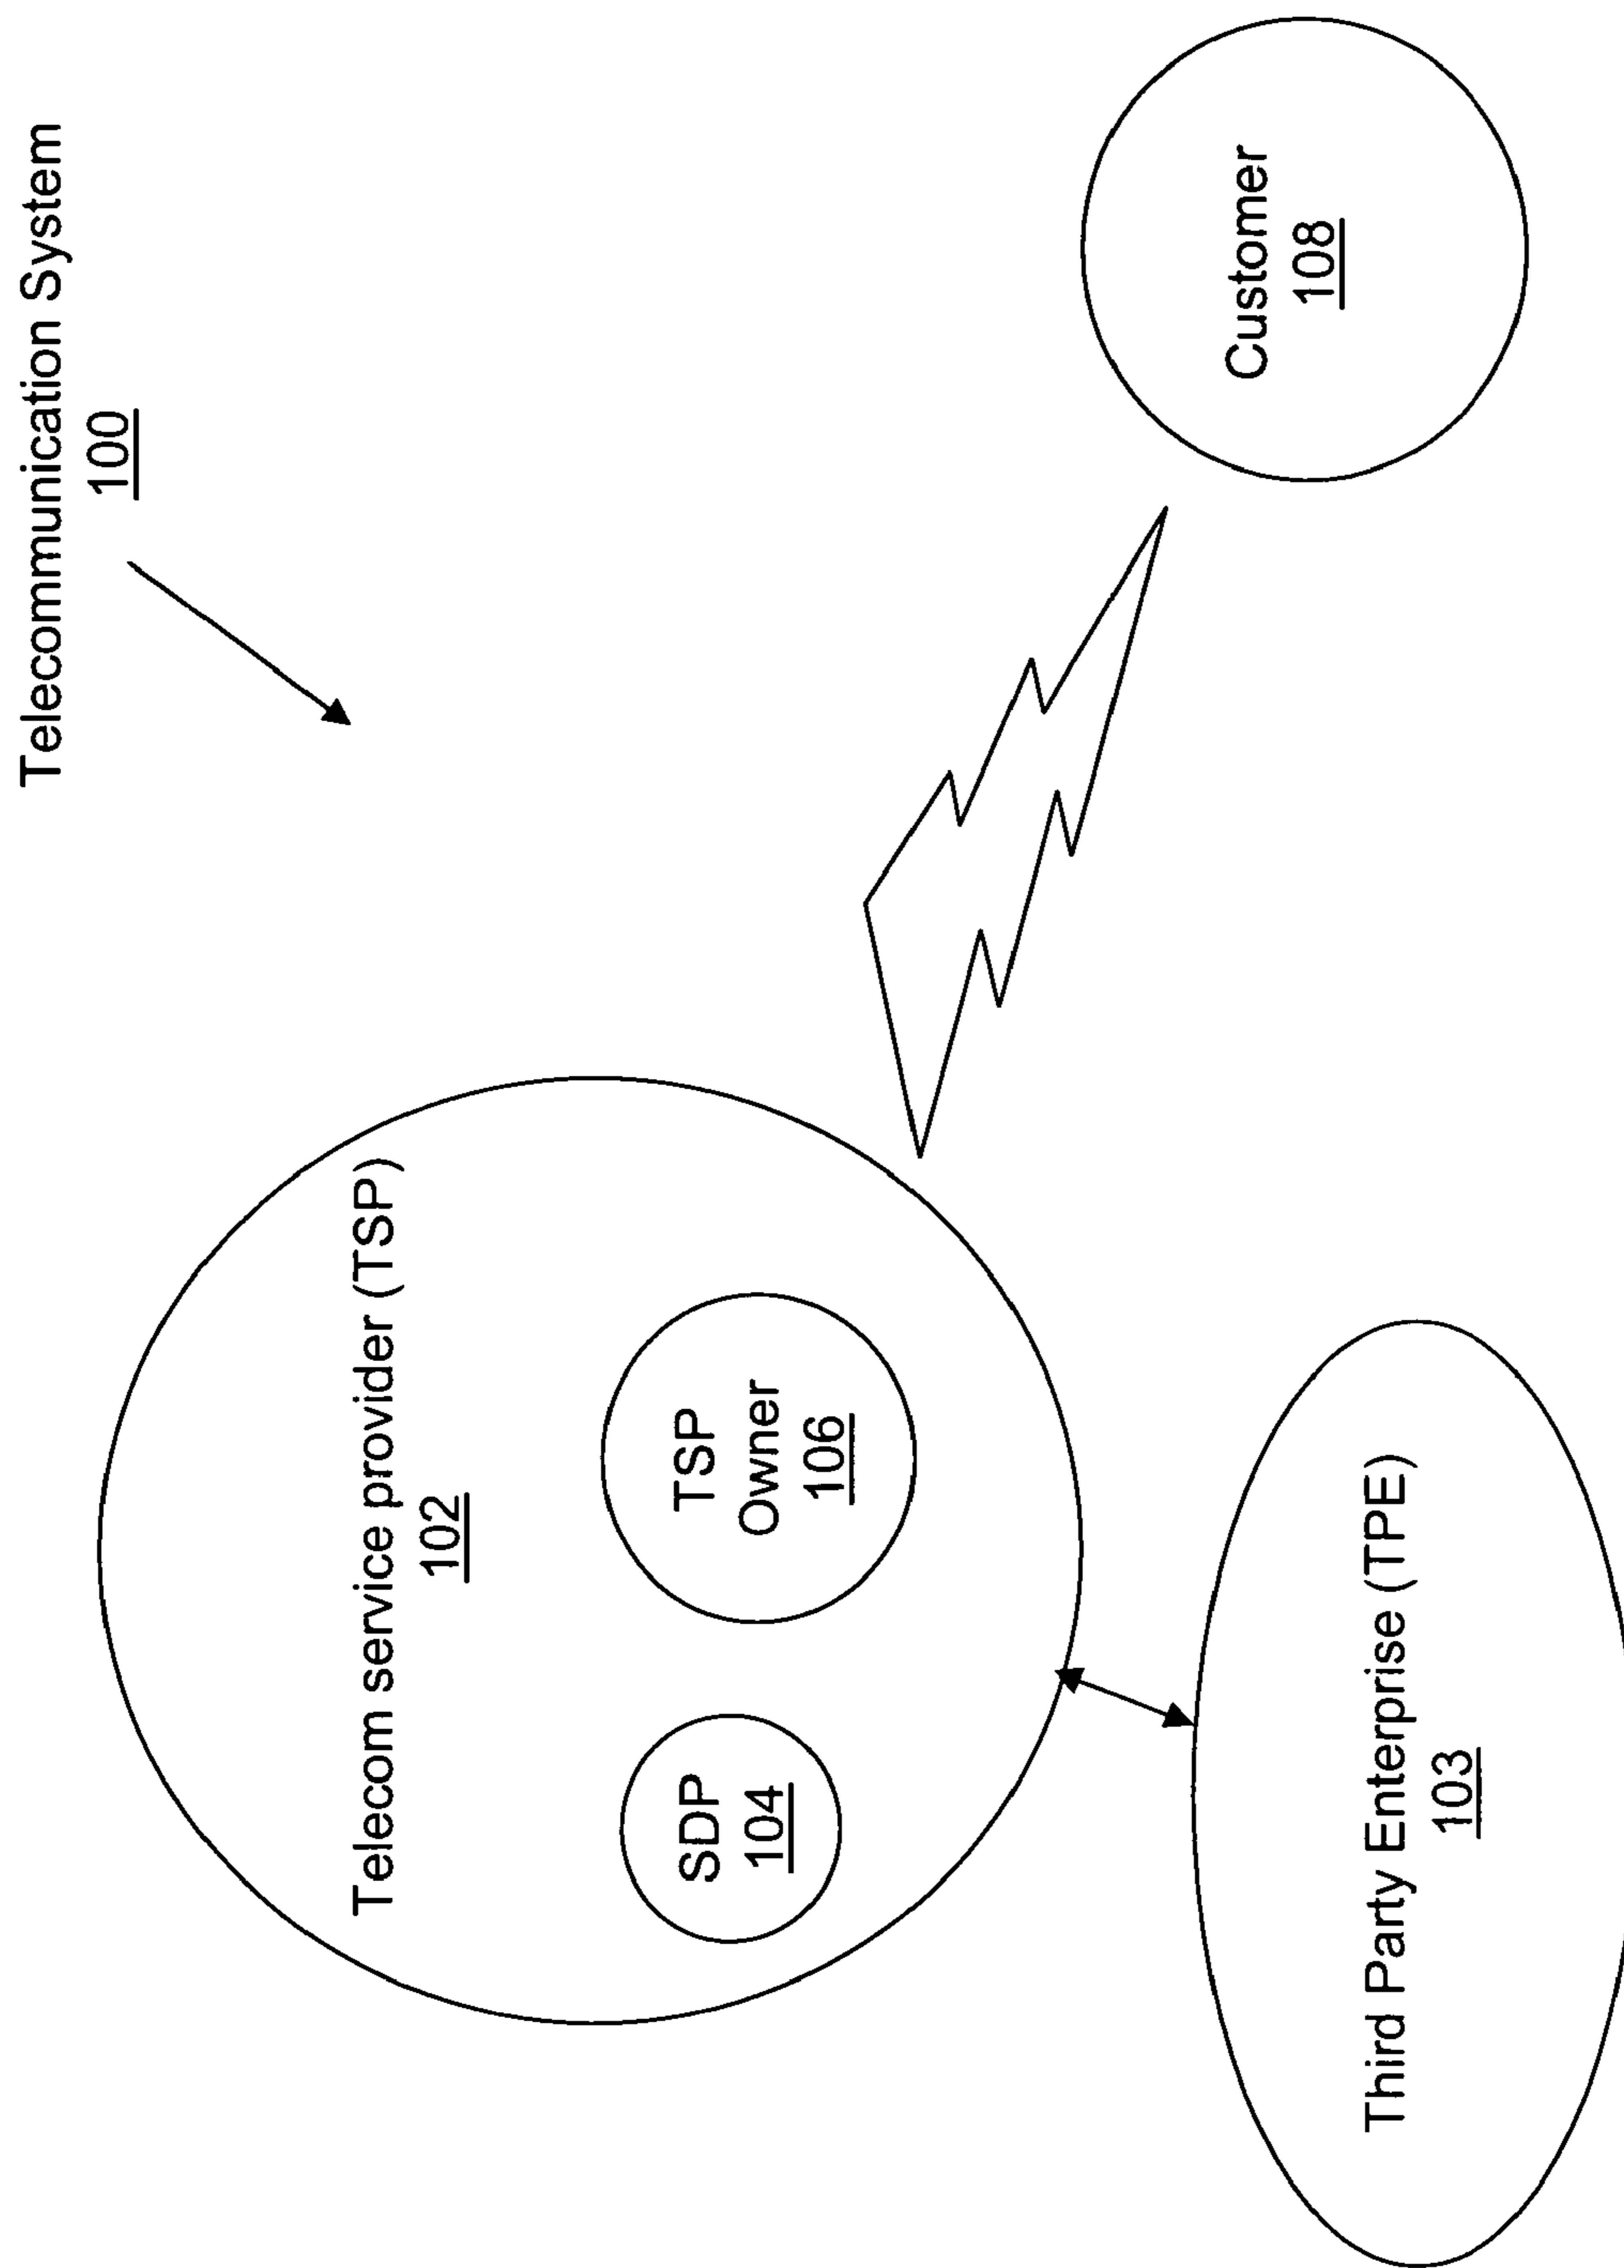 Telecommunication System
100
Telecom service provider (TSP)
102
SDP
104
TSP
Owner
106
Customer
108
Third Party Enterprise (TPE)
103